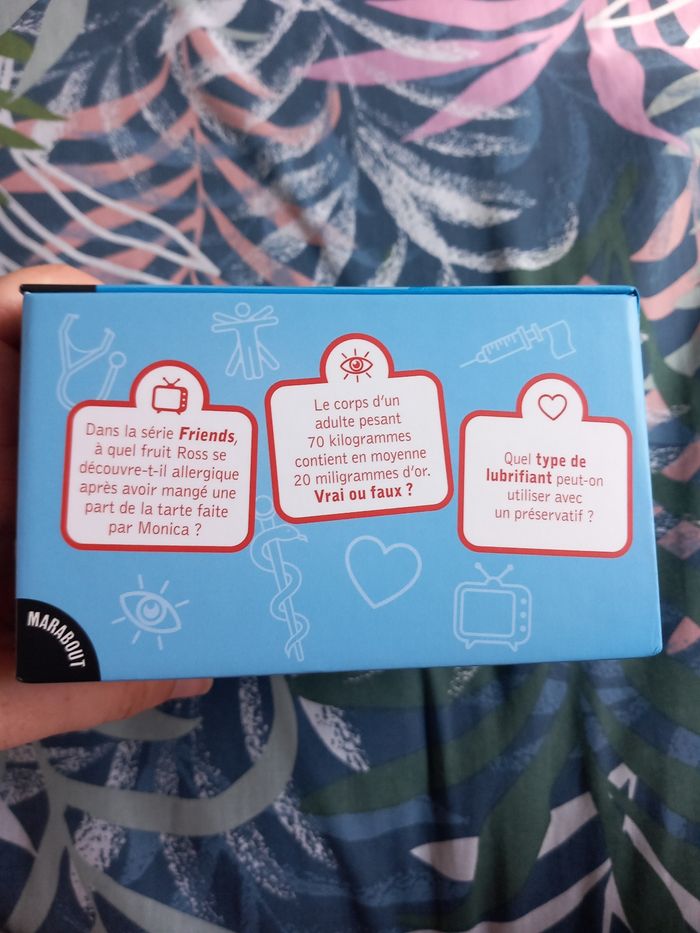 Dans la série Friends,
à quel fruit Ross se
découvre-t-il allergique
après avoir mangé une
part de la tarte faite
par Monica ?
Le corps d'un
adulte pesant
70 kilogrammes
contient en moyenne
20 miligrammes d'or.
Vrai ou faux ?
Quel type de
lubrifiant peut-on
utiliser avec
un préservatif ?
MARABOUT